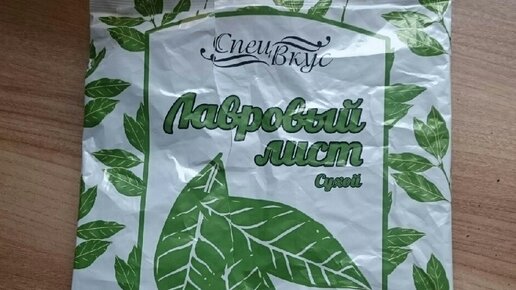 СпецВкус
Лавровый
лист
Сухой